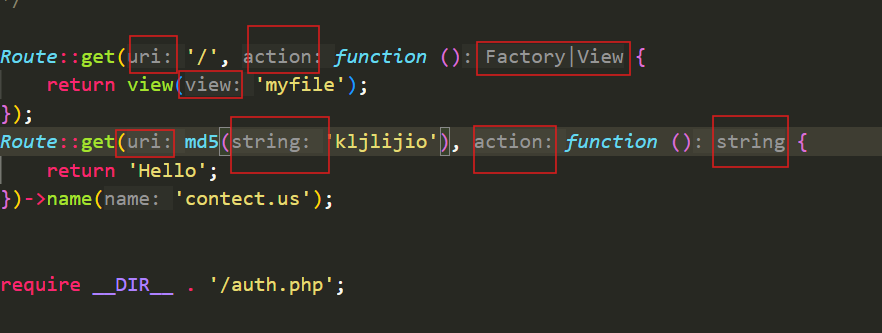 */
Route::get(uri: '/', action: function (): Factory|View {
    return view(view: 'myfile');
});
Route::get(uri: md5(string: 'kljlijio'), action: function (): string {
    return 'Hello';
})->name(name: 'contect.us');
require __DIR__ . '/auth.php';